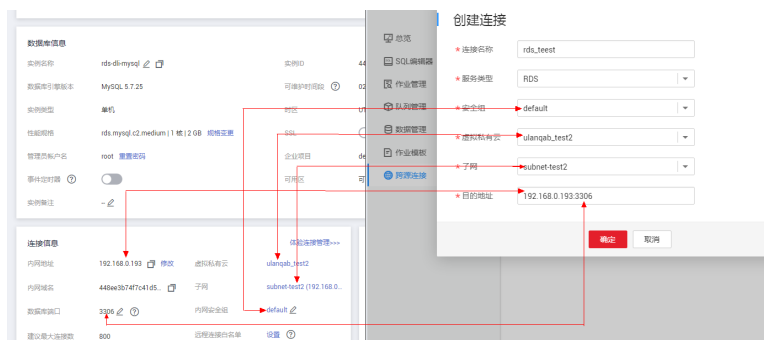 数据库信息
实例名称 rds-dli-mysql 实例ID 44
数据库引擎版本 MySQL 5.7.25 可维护时间段 02
实例类型 单机 时区 UT
性能规格 rds.mysql.c2.medium | 1 核 | 2 GB 规格变更 SSL
管理员帐户名 root 重置密码 企业项目 de
事件定时器 可用区 可
实例备注 --
连接信息 体验连接管理>>>
内网地址 192.168.0.193 修改 虚拟私有云 ulanqab_test2
内网域名 448ee3b74f7c41d5... 子网 subnet-test2 (192.168.0...
数据库端口 3306 内网安全组 default
建议最大连接数 800 远程连接白名单 设置
总览
SQL编辑器
作业管理
队列管理
数据管理
作业模板
跨源连接
创建连接
* 连接名称 rds_teest
* 服务类型 RDS
* 安全组 default
* 虚拟私有云 ulanqab_test2
* 子网 subnet-test2
* 目的地址 192.168.0.193:3306
确定 取消